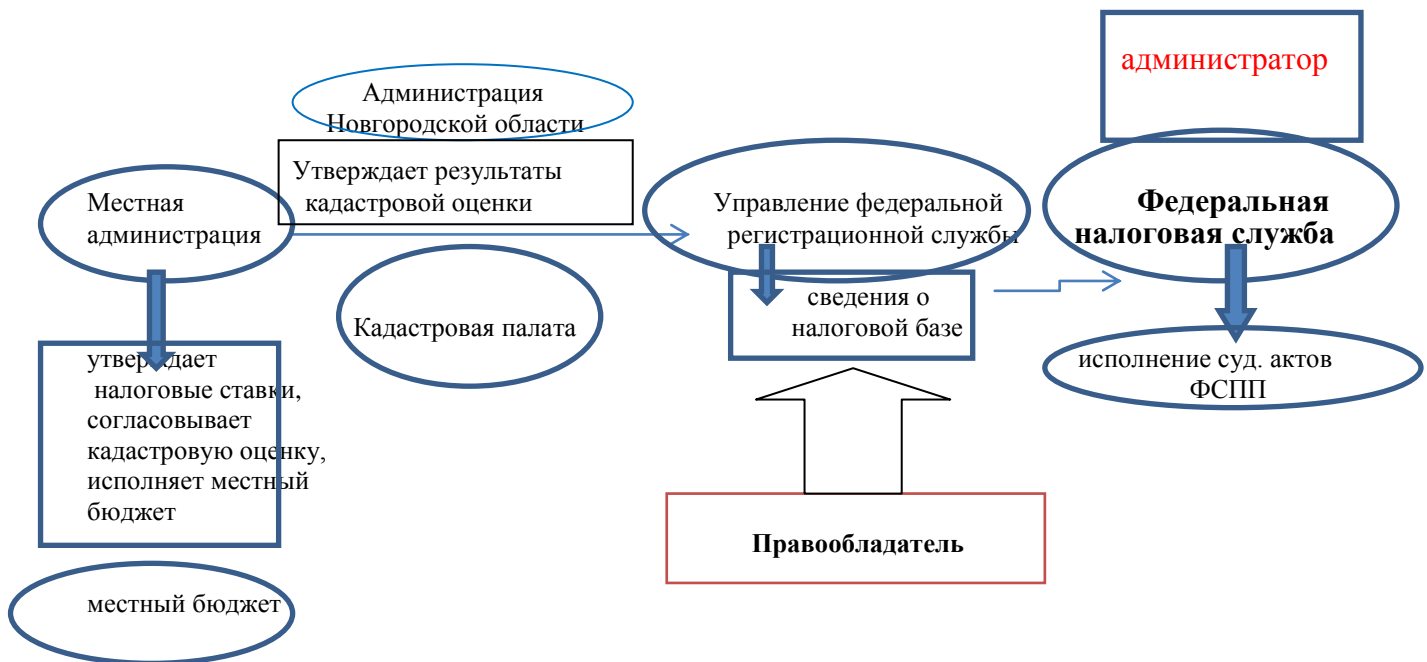 администратор
Администрация
Новгородской области
Утверждает результаты
кадастровой оценки
Местная
администрация
Управление федеральной
регистрационной службы
Федеральная
налоговая служба
Кадастровая палата
сведения о
налоговой базе
утверждает
налоговые ставки,
согласовывает
кадастровую оценку,
исполняет местный
бюджет
исполнение суд. актов
ФСПП
Правообладатель
местный бюджет